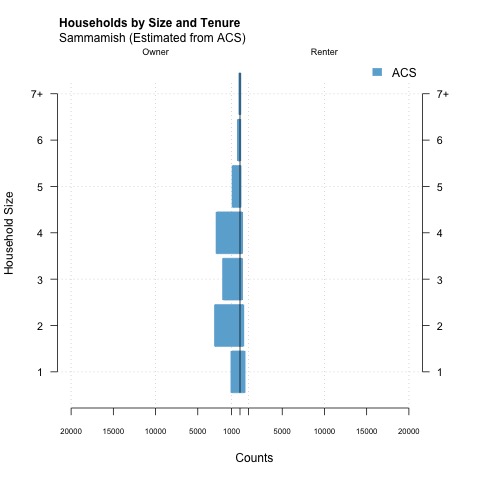 Households by Size and Tenure
Sammamish (Estimated from ACS)
Owner Renter
ACS
7+ 7+
6 6
5 5
4 4
3 3
2 2
1 1
Household Size
20000 15000 10000 5000 1000 5000 10000 15000 20000
Counts